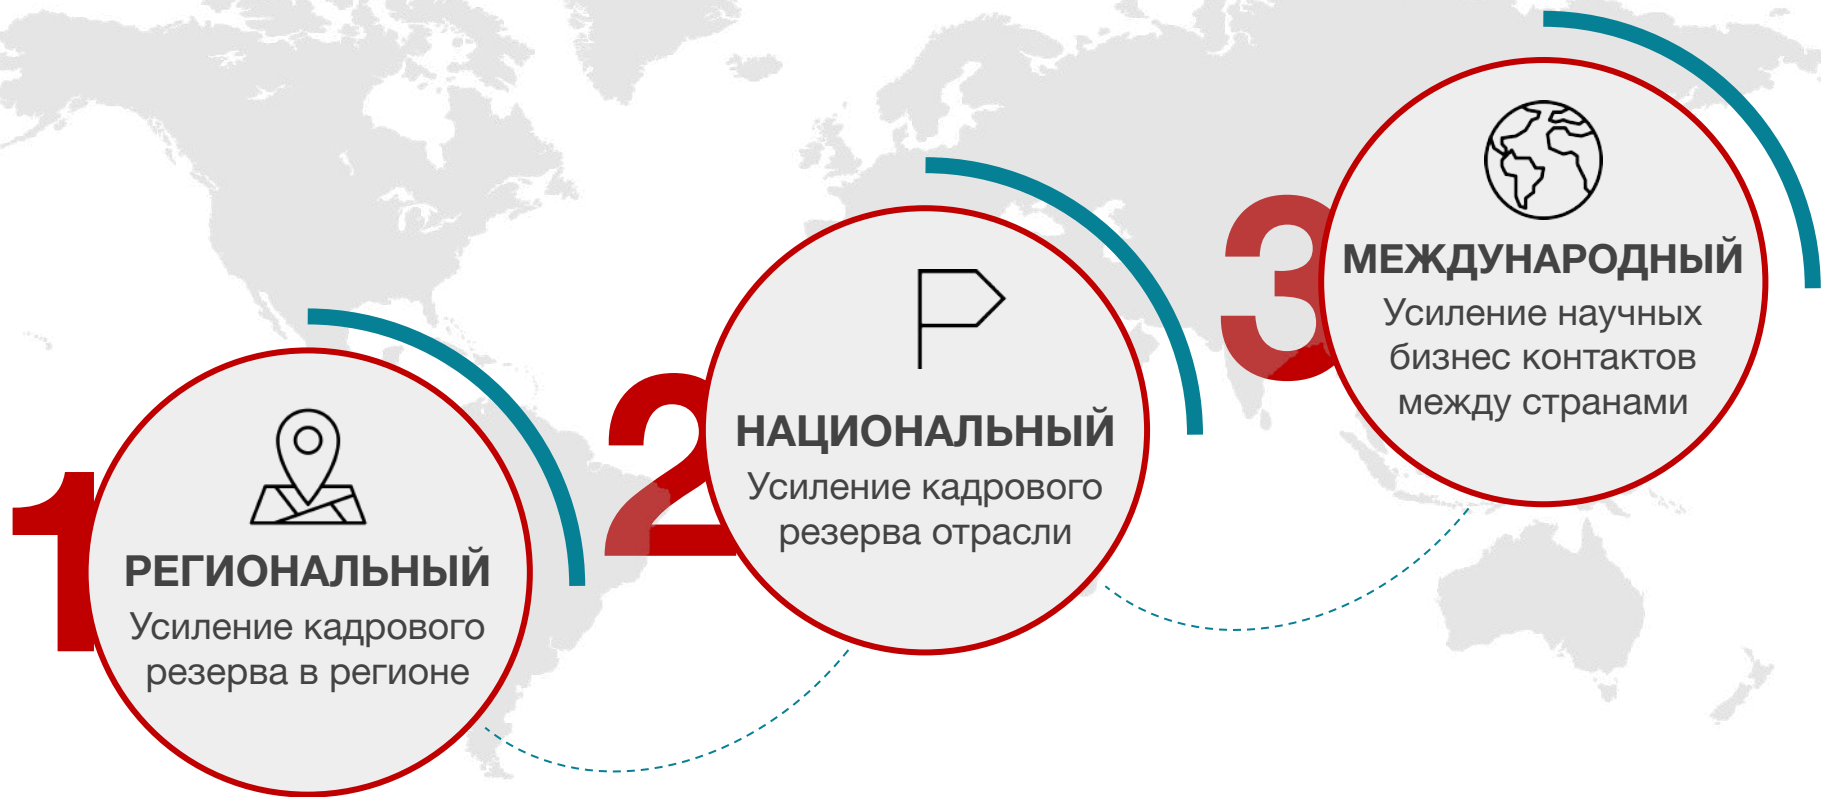 1
РЕГИОНАЛЬНЫЙ
Усиление кадрового
резерва в регионе
2
НАЦИОНАЛЬНЫЙ
Усиление кадрового
резерва отрасли
3
МЕЖДУНАРОДНЫЙ
Усиление научных
бизнес контактов
между странами